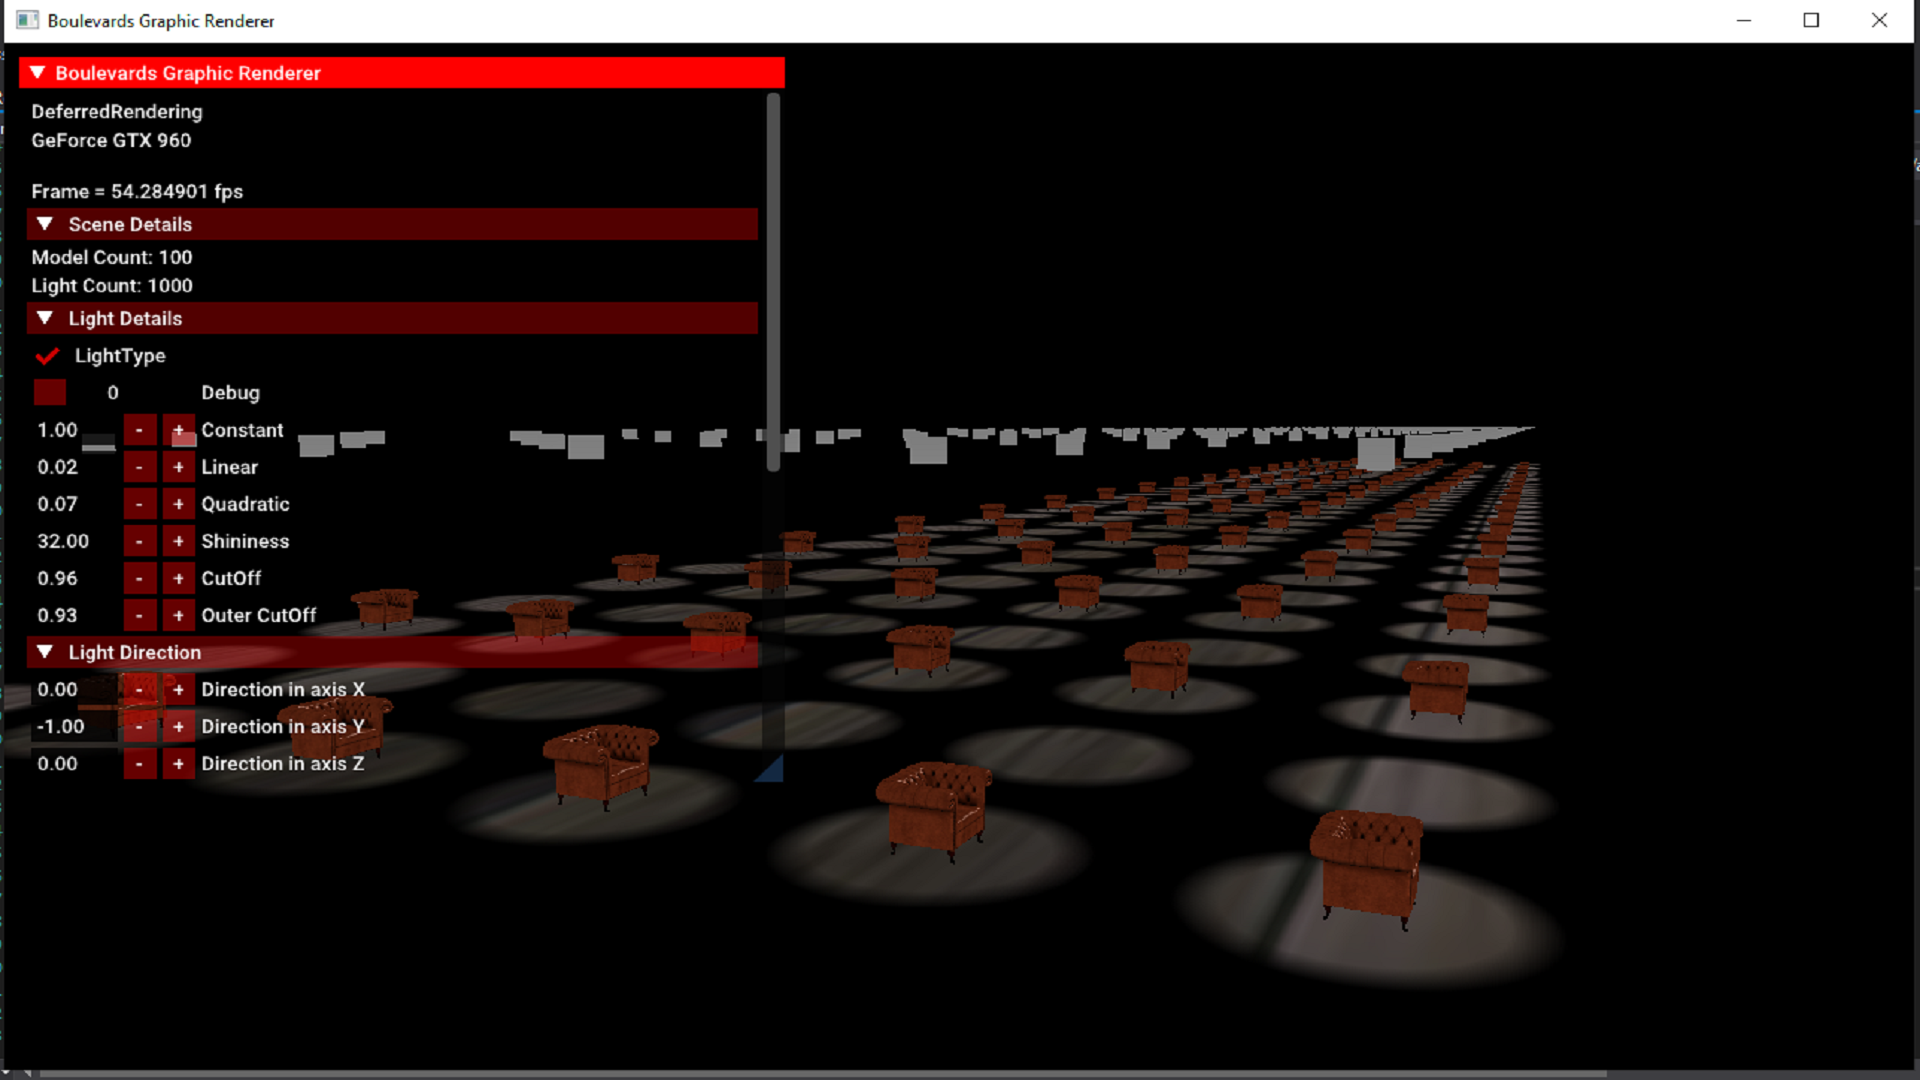 Boulevards Graphic Renderer
Boulevards Graphic Renderer
DeferredRendering
GeForce GTX 960
Frame = 54.284901 fps
Scene Details
Model Count: 100
Light Count: 1000
Light Details
LightType
0 Debug
1.00 - + Constant
0.02 - + Linear
0.07 - + Quadratic
32.00 - + Shininess
0.96 - + CutOff
0.93 - + Outer CutOff
Light Direction
0.00 - + Direction in axis X
-1.00 - + Direction in axis Y
0.00 - + Direction in axis Z